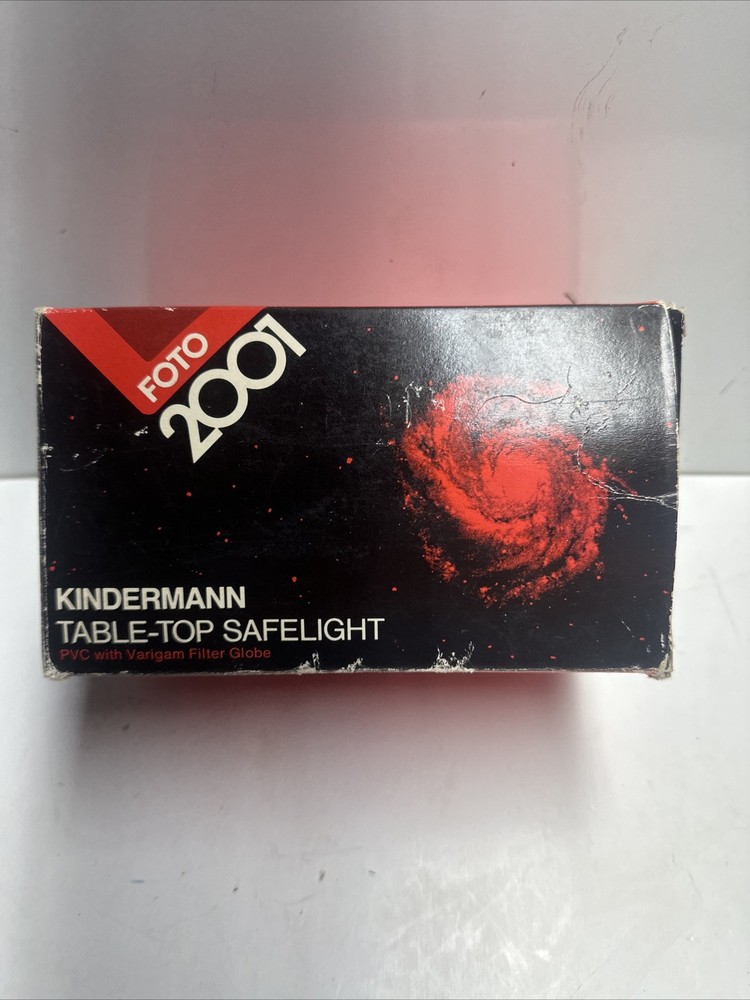 FOTO
2001
KINDERMANN
TABLE-TOP SAFELIGHT
PVC with Varigam Filter Globe